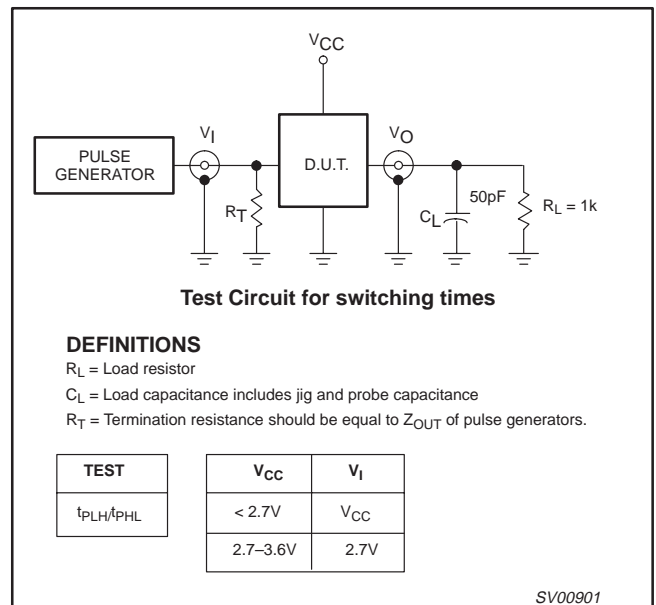 VCC
PULSE GENERATOR
VI
D.U.T.
VO
RT
50pF
CL
RL = 1k
Test Circuit for switching times
DEFINITIONS
RL = Load resistor
CL = Load capacitance includes jig and probe capacitance
RT = Termination resistance should be equal to ZOUT of pulse generators.
TEST
tPLH/tPHL
VCC VI
< 2.7V VCC
2.7–3.6V 2.7V
SV00901